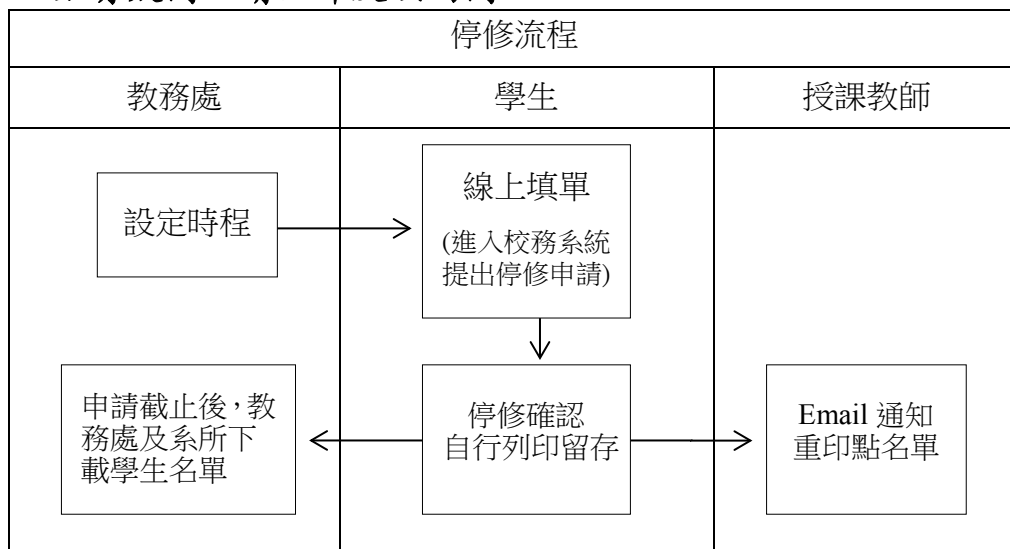 停修流程
教務處
學生
授課教師
設定時程
線上填單
(進入校務系統
提出停修申請)
申請截止後，教
務處及系所下
載學生名單
停修確認
自行列印留存
Email 通知
重印點名單